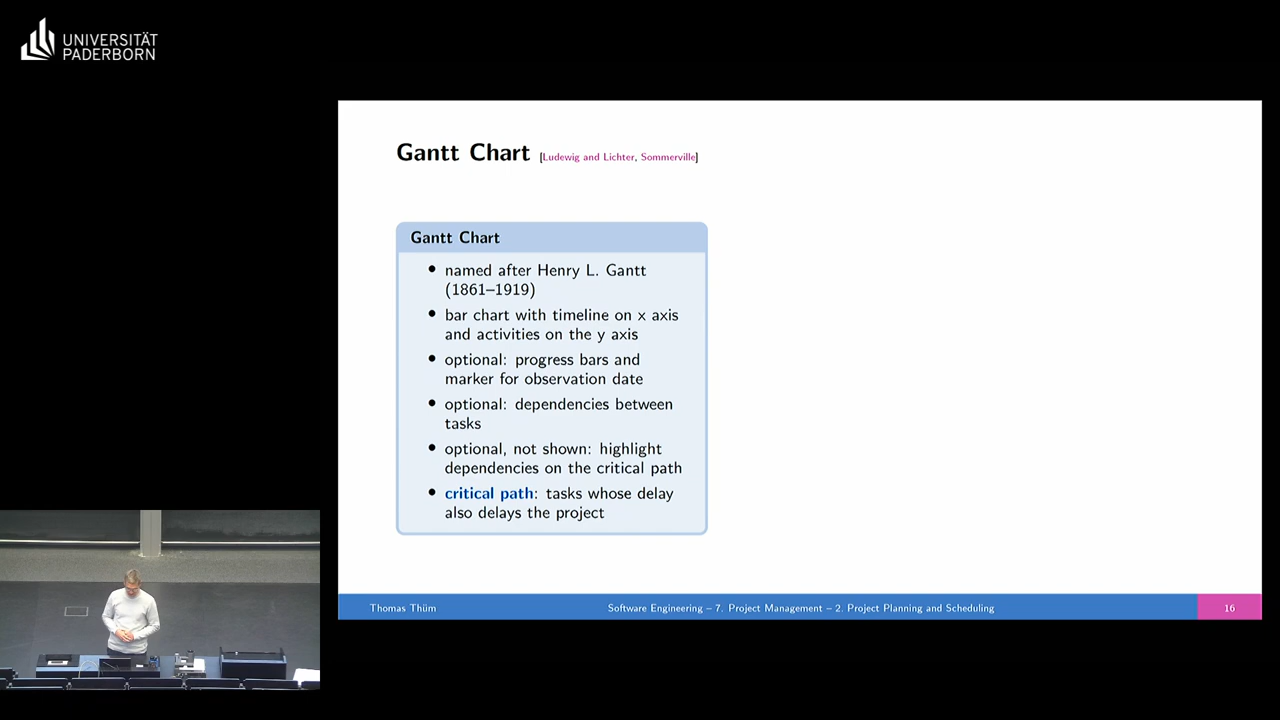 UNIVERSITÄT
PADERBORN
Gantt Chart [Ludewig and Lichter, Sommerville]
Gantt Chart
• named after Henry L. Gantt
(1861–1919)
• bar chart with timeline on x axis
and activities on the y axis
• optional: progress bars and
marker for observation date
• optional: dependencies between
tasks
• optional, not shown: highlight
dependencies on the critical path
• critical path: tasks whose delay
also delays the project
Thomas Thüm
Software Engineering – 7. Project Management – 2. Project Planning and Scheduling
16